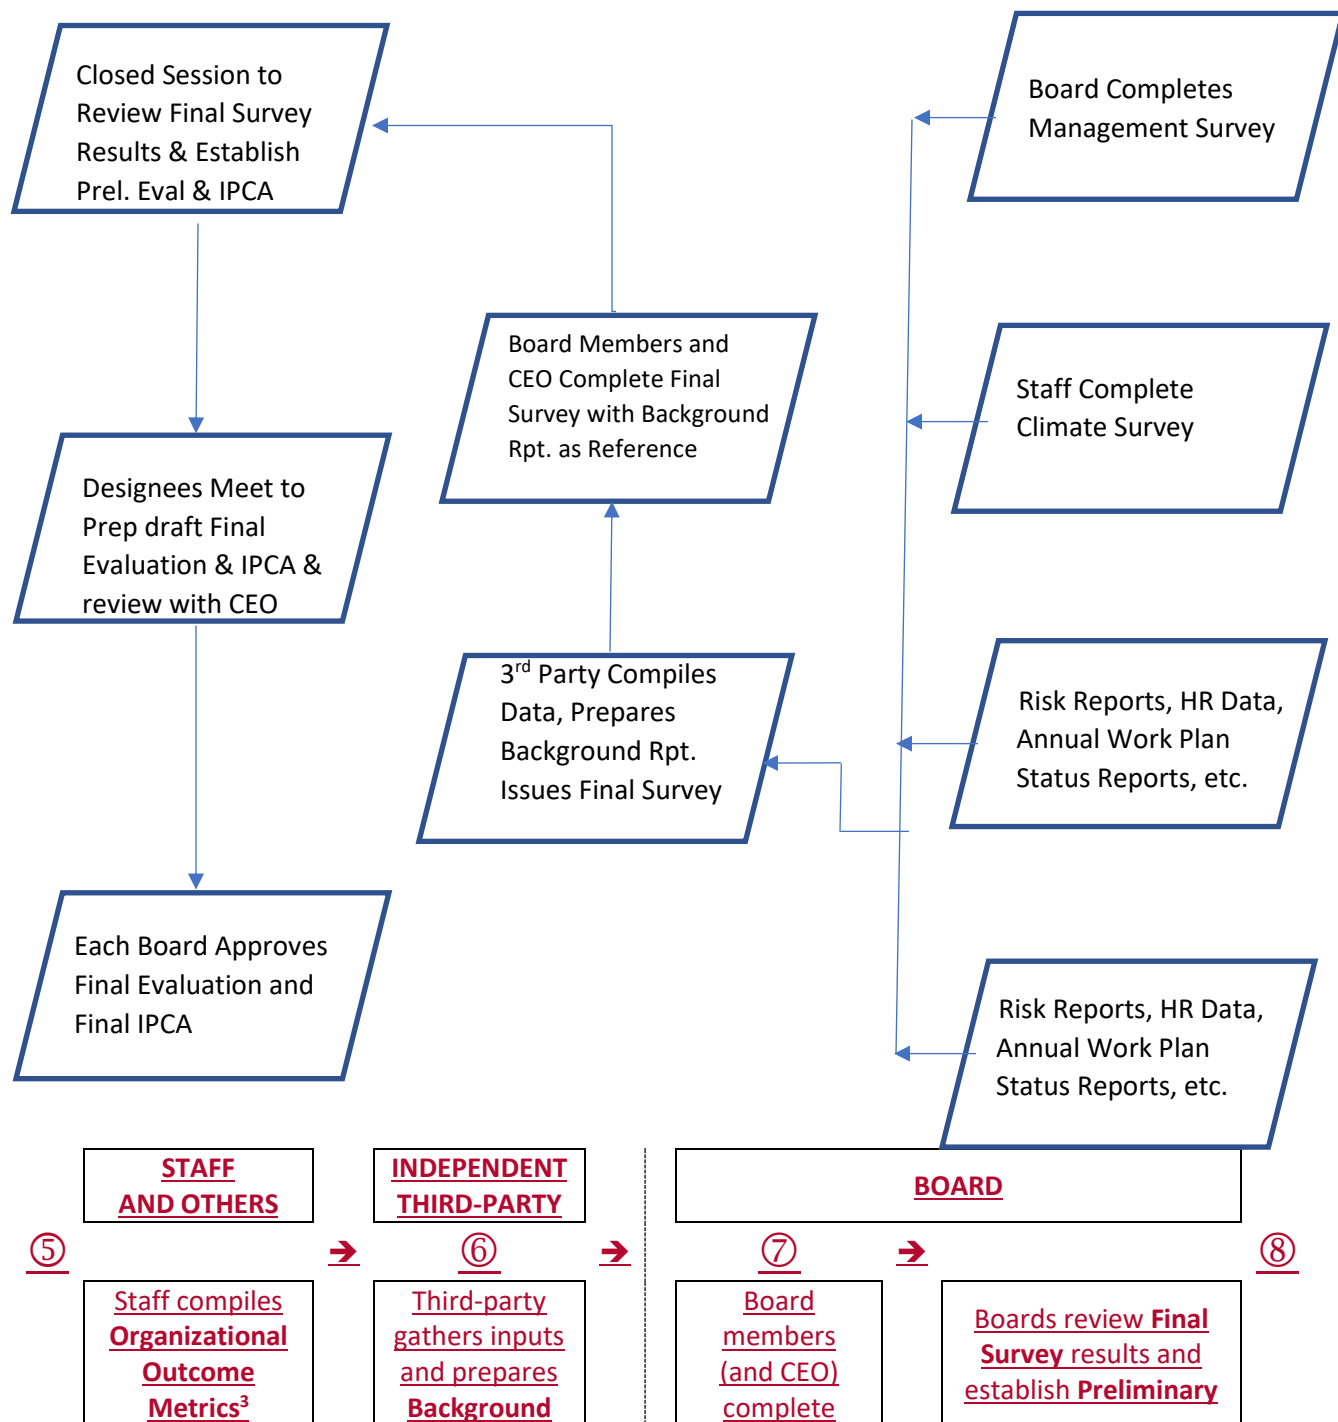 Closed Session to
Review Final Survey
Results & Establish
Prel. Eval & IPCA
Board Completes
Management Survey
Board Members and
CEO Complete Final
Survey with Background
Rpt. as Reference
Staff Complete
Climate Survey
Designees Meet to
Prep draft Final
Evaluation & IPCA &
review with CEO
3rd Party Compiles
Data, Prepares
Background Rpt.
Issues Final Survey
Risk Reports, HR Data,
Annual Work Plan
Status Reports, etc.
Each Board Approves
Final Evaluation and
Final IPCA
Risk Reports, HR Data,
Annual Work Plan
Status Reports, etc.
STAFF
AND OTHERS
INDEPENDENT
THIRD-PARTY
BOARD
⑤ ➔ ⑥ ➔ ⑦ ➔ ⑧
Staff compiles
Organizational
Outcome
Metrics³
Third-party
gathers inputs
and prepares
Background
Board
members
(and CEO)
complete
Boards review Final
Survey results and
establish Preliminary